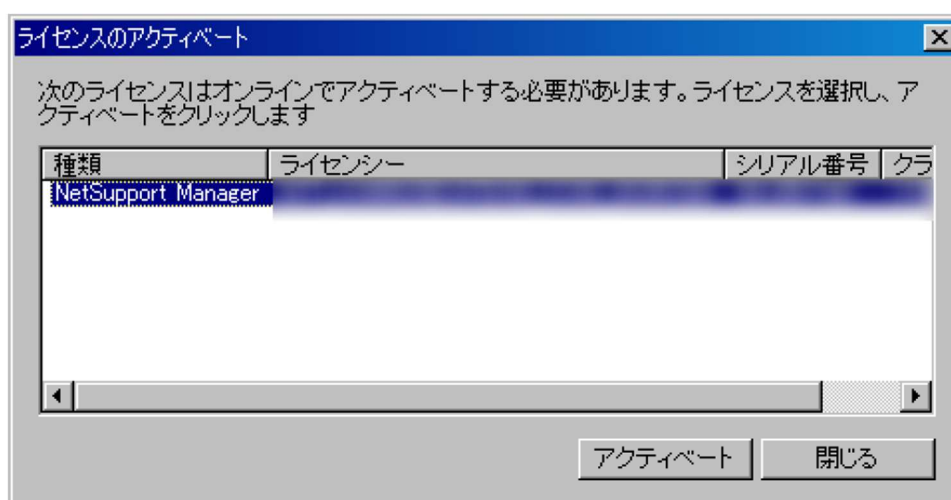 ライセンスのアクティベート
次のライセンスはオンラインでアクティベートする必要があります。ライセンスを選択し、ア
クティベートをクリックします
種類 ライセンシー シリアル番号 クラ
NetSupport Manager
アクティベート 閉じる